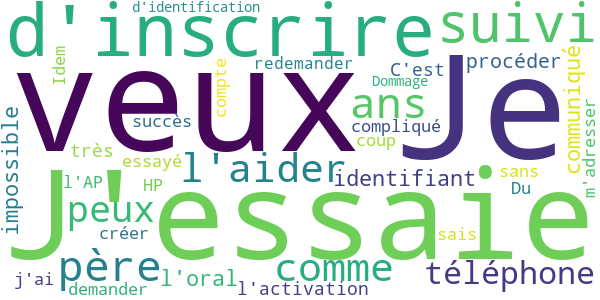 d'identification
d'inscrire
suivi
Idem
redemander
C'est
procéder
veux
Je
compte
Dommage
communiqué
ans
impossible
succès
compliqué
coup
m'adresser
très
essayé
l'aider
identifiant
sans
J'essaie
l'AP
HP
Du
peux
créer
sais
père
comme
téléphone
j'ai
l'oral
demander
l'activation